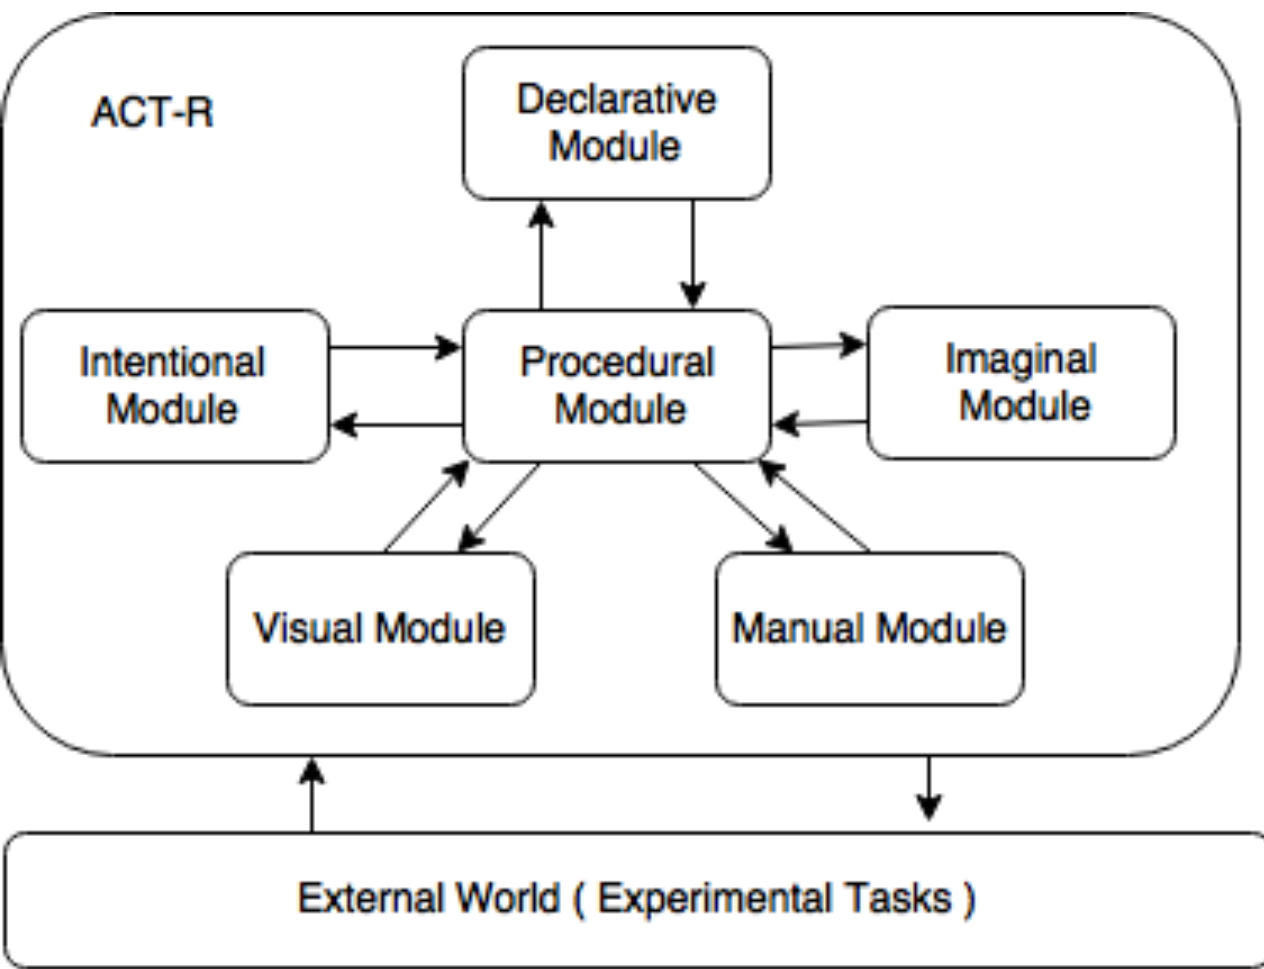 ACT-R
Declarative
Module
Intentional
Module
Procedural
Module
Imaginal
Module
Visual Module
Manual Module
External World ( Experimental Tasks )